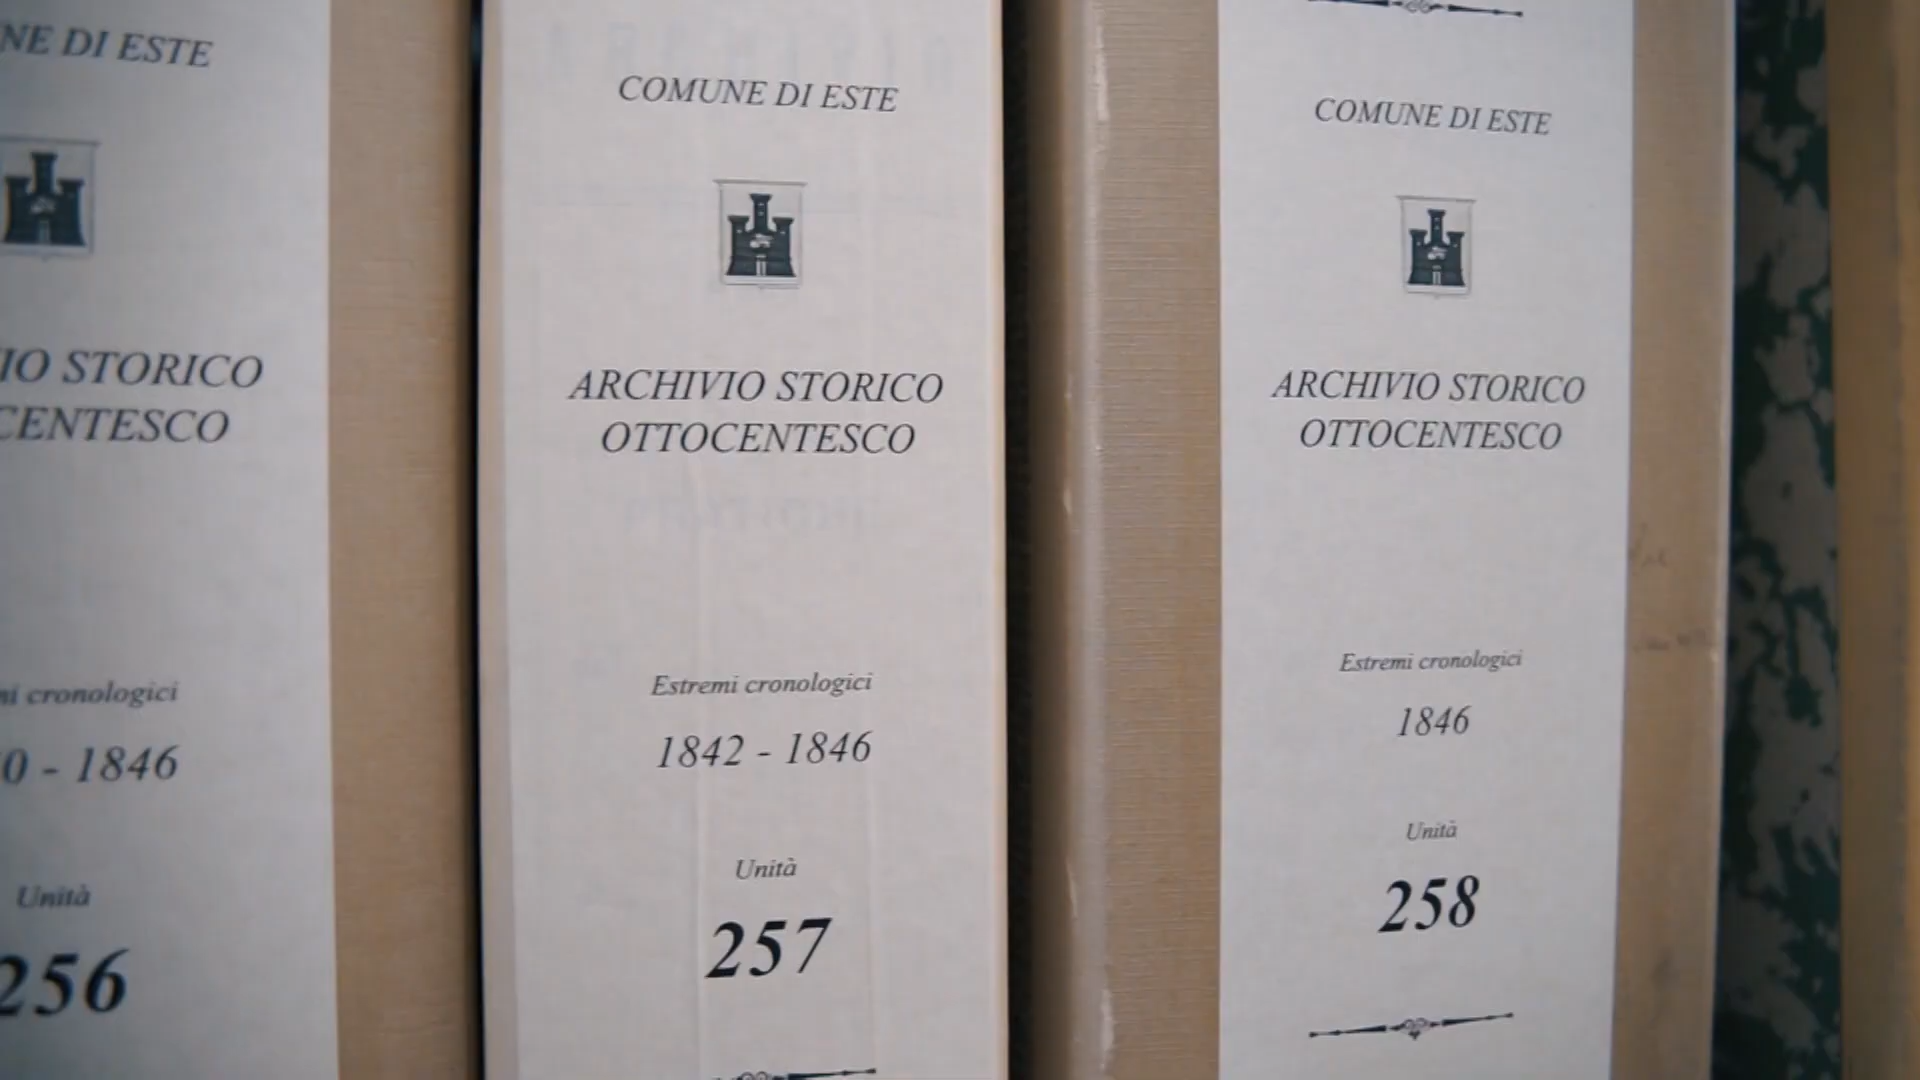 NE DI ESTE
IO STORICO
CENTESCO
mi cronologici
0 - 1846
Unità
256
COMUNE DI ESTE
ARCHIVIO STORICO
OTTOCENTESCO
Estremi cronologici
1842 - 1846
Unità
257
COMUNE DI ESTE
ARCHIVIO STORICO
OTTOCENTESCO
Estremi cronologici
1846
Unità
258